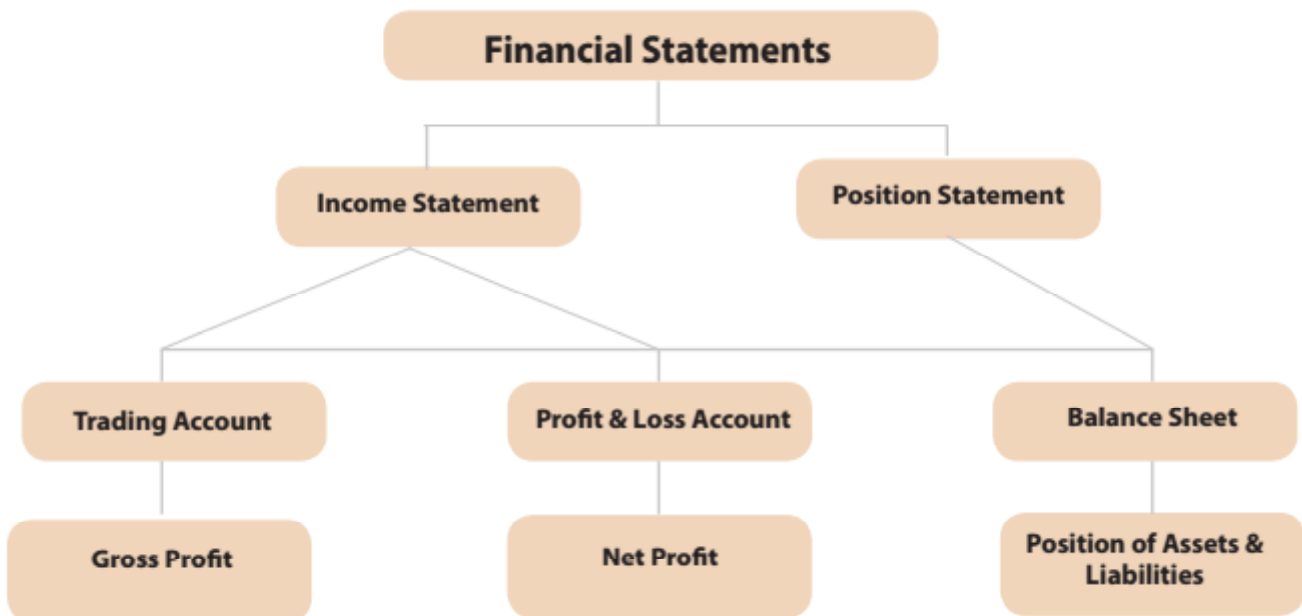 Financial Statements
Income Statement
Position Statement
Trading Account
Profit & Loss Account
Balance Sheet
Gross Profit
Net Profit
Position of Assets &
Liabilities